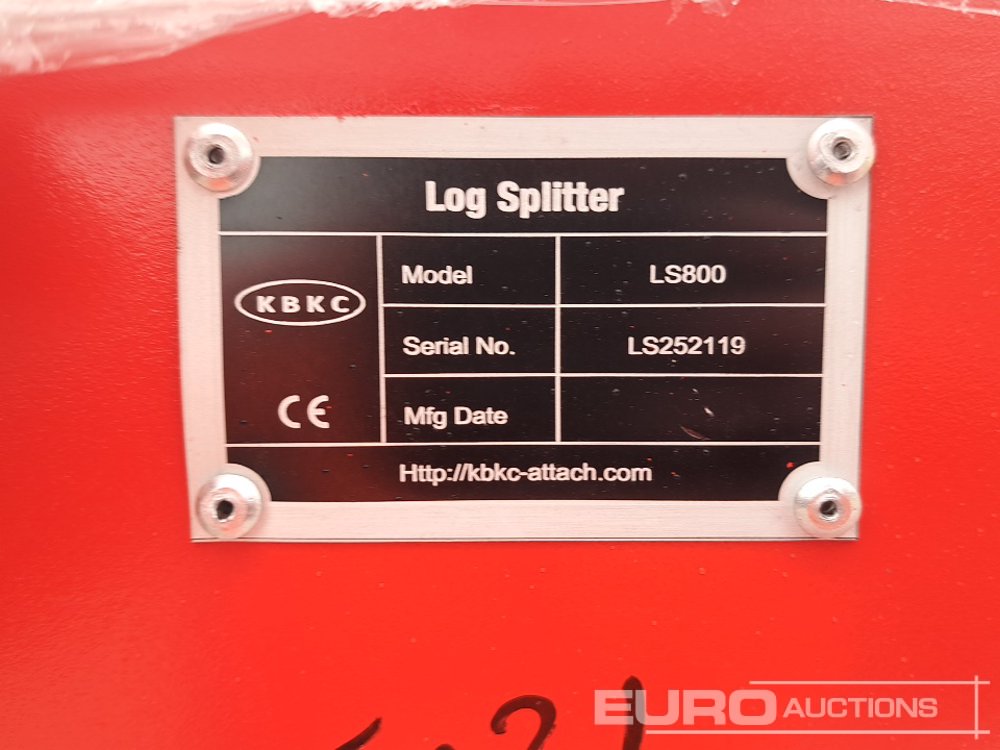 Log Splitter
KBKC
CE
Model LS800
Serial No. LS252119
Mfg Date
Http://kbkc-attach.com
EURO AUCTIONS